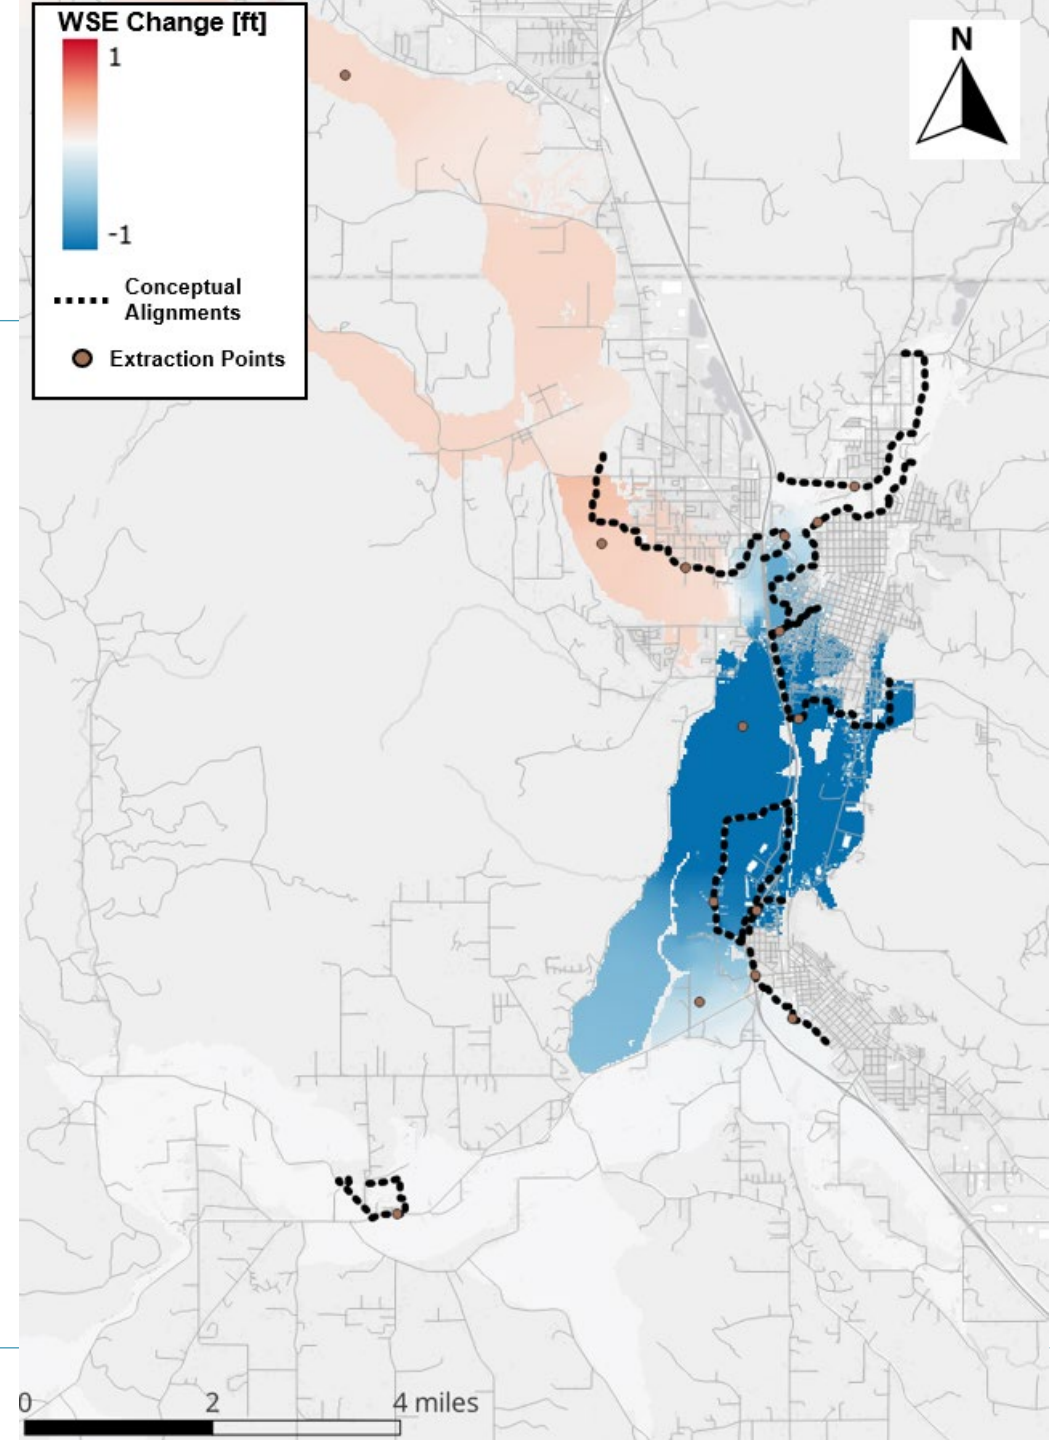 WSE Change [ft]
1
-1
Conceptual
Alignments
Extraction Points
N
0 2 4 miles